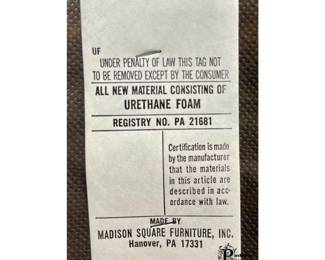 UF
UNDER PENALTY OF LAW THIS TAG NOT
TO BE REMOVED EXCEPT BY THE CONSUMER
ALL NEW MATERIAL CONSISTING OF
URETHANE FOAM
REGISTRY NO. PA 21681
Certification is made
by the manufacturer
that the materials
in this article are
described in acc-
ordance with law.
MADE BY
MADISON SQUARE FURNITURE, INC.
Hanover, PA 17331